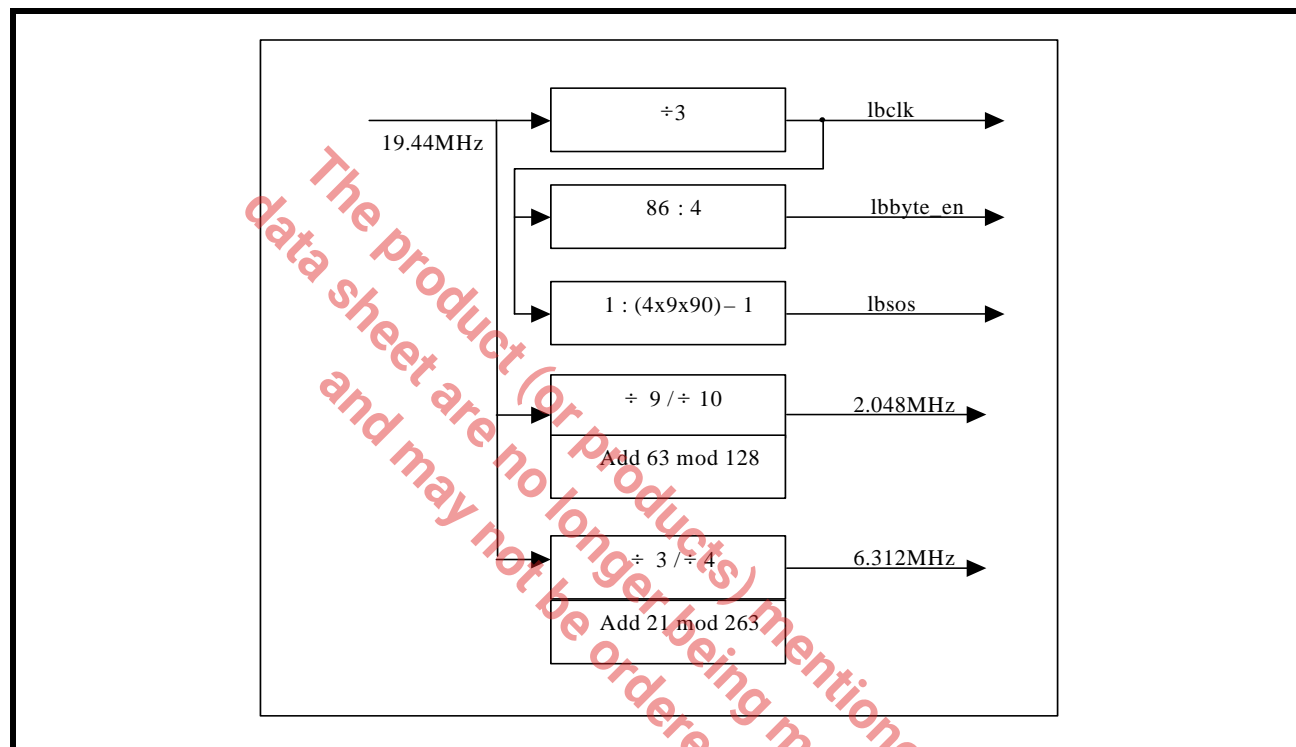 ÷3
lbclk
19.44MHz
86 : 4
lbbyte_en
1 : (4x9x90) – 1
lbsos
÷ 9 / ÷ 10
2.048MHz
Add 63 mod 128
÷ 3 / ÷ 4
6.312MHz
Add 21 mod 263
The product (or products) mentione
data sheet are no longer being m
and may not be ordere